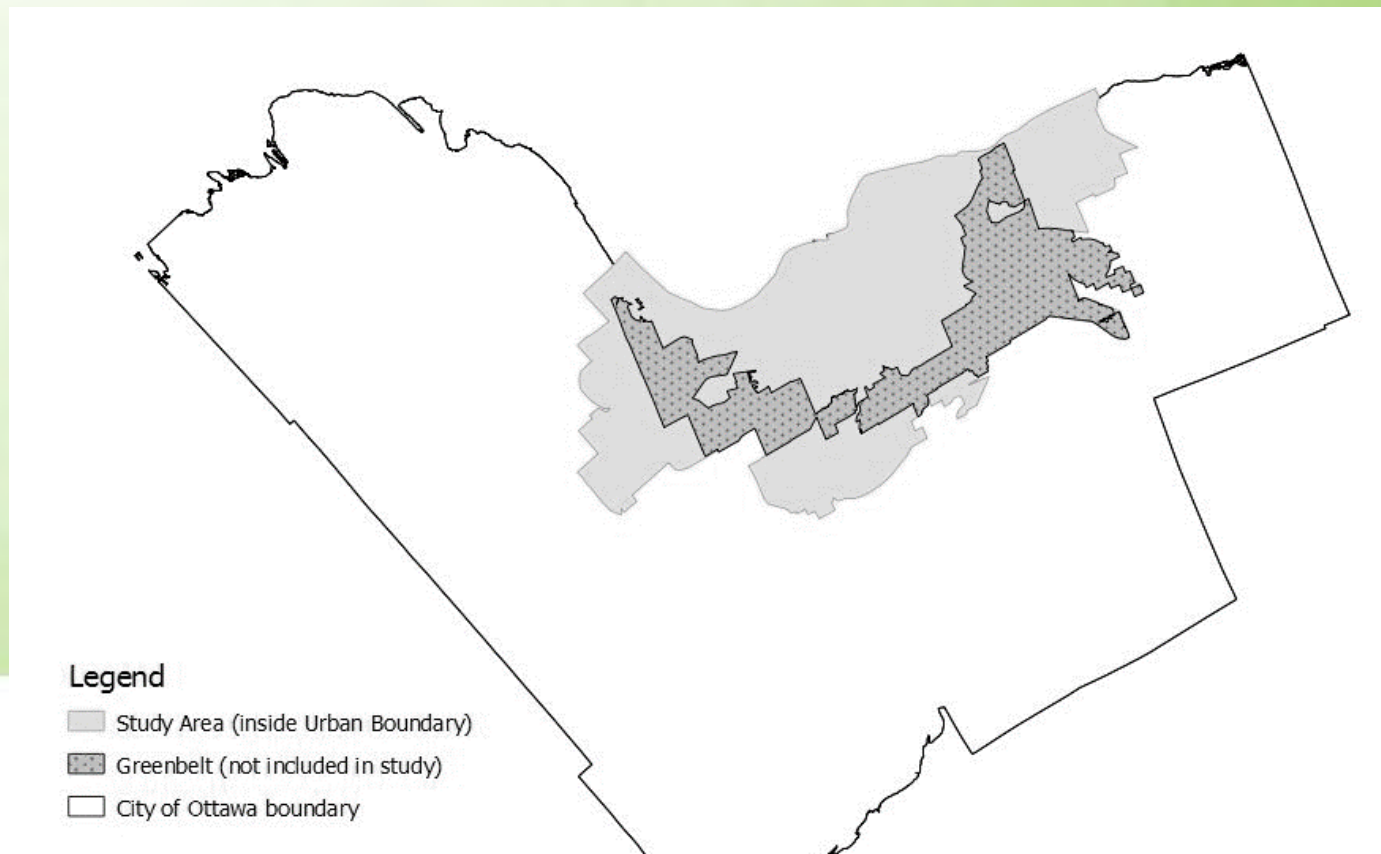 Legend
Study Area (inside Urban Boundary)
Greenbelt (not included in study)
City of Ottawa boundary